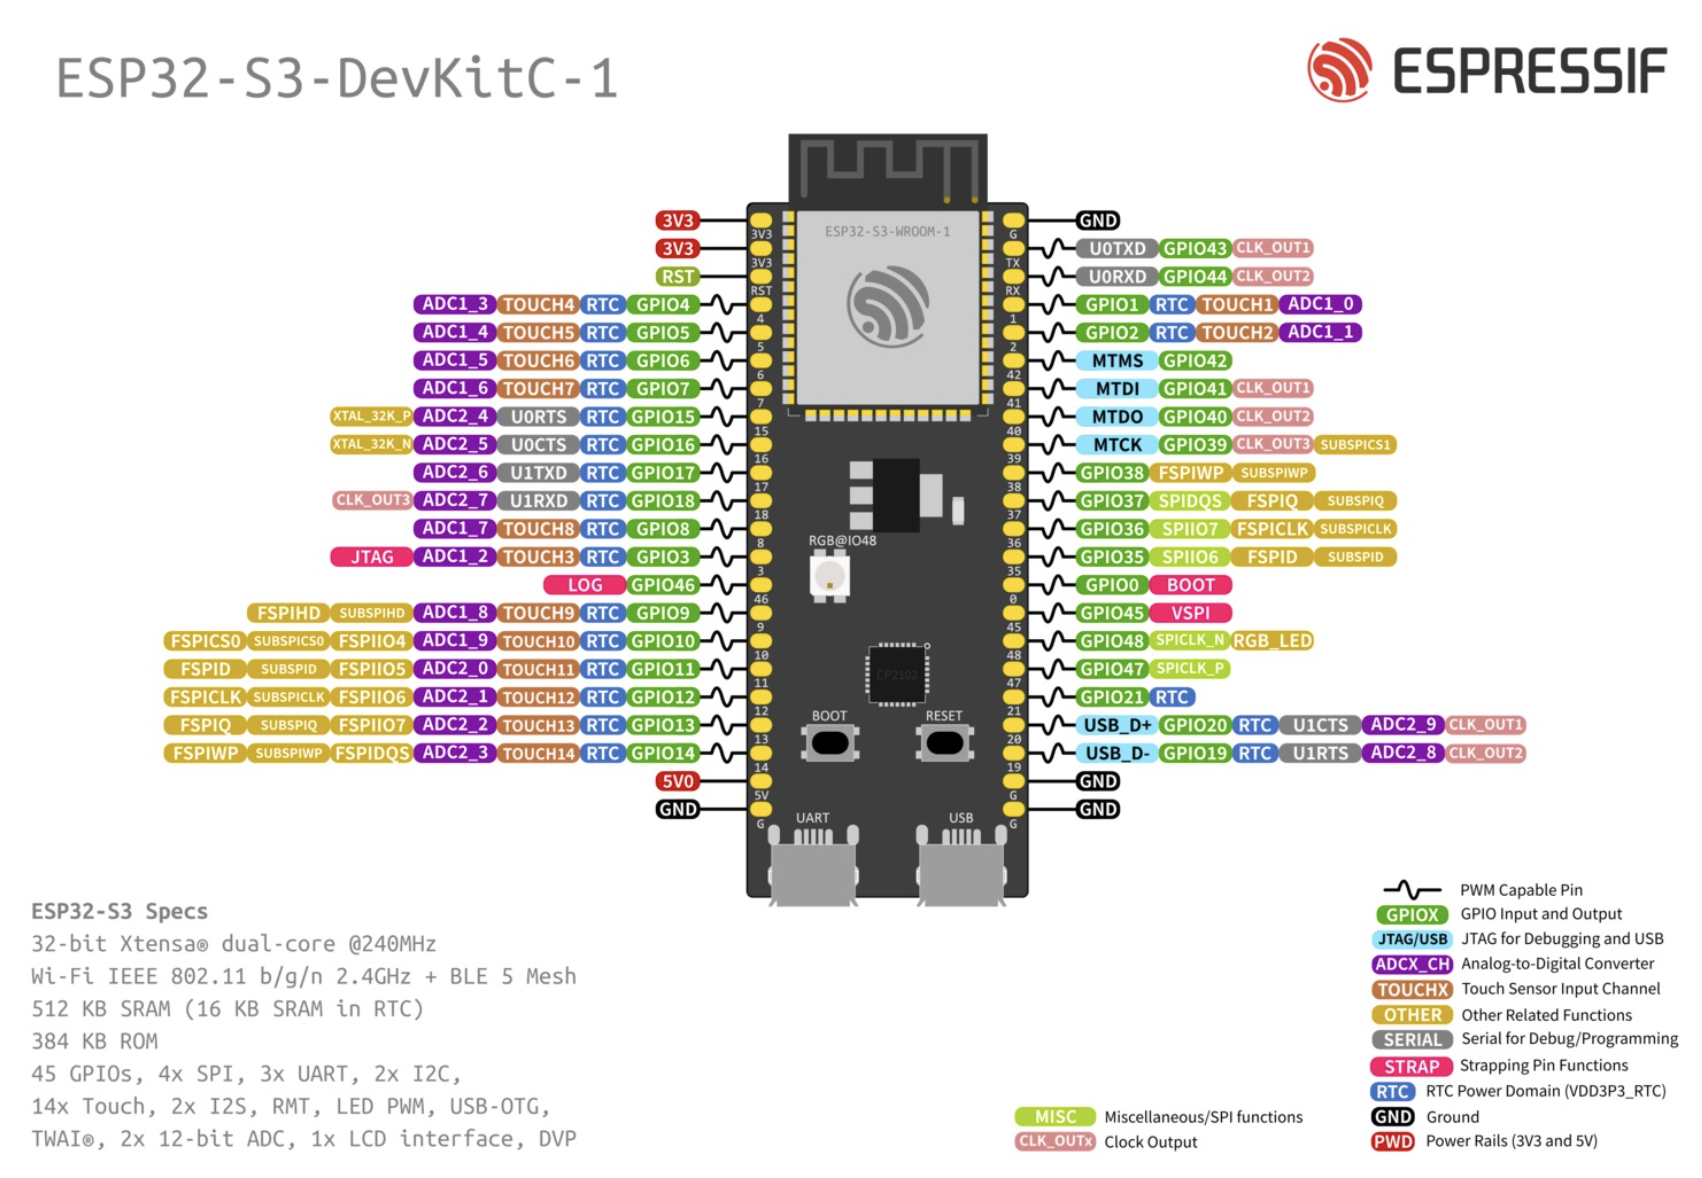 ESP32-S3-DevKitC-1
ESPRESSIF
3V3
3V3
RST
ADC1_3 TOUCH4 RTC GPIO4
ADC1_4 TOUCH5 RTC GPIO5
ADC1_5 TOUCH6 RTC GPIO6
ADC1_6 TOUCH7 RTC GPIO7
XTAL_32K_P ADC2_4 U0RTS RTC GPIO15
XTAL_32K_N ADC2_5 U0CTS RTC GPIO16
ADC2_6 U1TXD RTC GPIO17
CLK_OUT3 ADC2_7 U1RXD RTC GPIO18
ADC1_7 TOUCH8 RTC GPIO8
JTAG ADC1_2 TOUCH3 RTC GPIO3
LOG GPIO46
FSPIHD SUBSPIHD ADC1_8 TOUCH9 RTC GPIO9
FSPICS0 SUBSPICS0 FSPIIO4 ADC1_9 TOUCH10 RTC GPIO10
FSPID SUBSPID FSPIIO5 ADC2_0 TOUCH11 RTC GPIO11
FSPICLK SUBSPICLK FSPIIO6 ADC2_1 TOUCH12 RTC GPIO12
FSPIQ SUBSPIQ FSPIIO7 ADC2_2 TOUCH13 RTC GPIO13
FSPIWP SUBSPIWP FSPIDQS ADC2_3 TOUCH14 RTC GPIO14
5V0
GND
3V3
3V3
RST
4
5
6
7
15
16
17
18
8
3
46
9
10
11
12
13
14
5V
G
ESP32-S3-WROOM-1
RGB@IO48
CP2102
BOOT RESET
UART USB
G
TX
RX
1
2
42
41
40
39
38
37
36
35
0
45
48
47
21
20
19
G
G
GND
U0TXD GPIO43 CLK_OUT1
U0RXD GPIO44 CLK_OUT2
GPIO1 RTC TOUCH1 ADC1_0
GPIO2 RTC TOUCH2 ADC1_1
MTMS GPIO42
MTDI GPIO41 CLK_OUT1
MTDO GPIO40 CLK_OUT2
MTCK GPIO39 CLK_OUT3 SUBSPICS1
GPIO38 FSPIWP SUBSPIWP
GPIO37 SPIDQS FSPIQ SUBSPIQ
GPIO36 SPIIO7 FSPICLK SUBSPICLK
GPIO35 SPIIO6 FSPID SUBSPID
GPIO0 BOOT
GPIO45 VSPI
GPIO48 SPICLK_N RGB_LED
GPIO47 SPICLK_P
GPIO21 RTC
USB_D+ GPIO20 RTC U1CTS ADC2_9 CLK_OUT1
USB_D- GPIO19 RTC U1RTS ADC2_8 CLK_OUT2
GND
GND
ESP32-S3 Specs
32-bit Xtensa® dual-core @240MHz
Wi-Fi IEEE 802.11 b/g/n 2.4GHz + BLE 5 Mesh
512 KB SRAM (16 KB SRAM in RTC)
384 KB ROM
45 GPIOs, 4x SPI, 3x UART, 2x I2C,
14x Touch, 2x I2S, RMT, LED PWM, USB-OTG,
TWAI®, 2x 12-bit ADC, 1x LCD interface, DVP
MISC Miscellaneous/SPI functions
CLK_OUTx Clock Output
PWM Capable Pin
GPIOX GPIO Input and Output
JTAG/USB JTAG for Debugging and USB
ADCX_CH Analog-to-Digital Converter
TOUCHX Touch Sensor Input Channel
OTHER Other Related Functions
SERIAL Serial for Debug/Programming
STRAP Strapping Pin Functions
RTC RTC Power Domain (VDD3P3_RTC)
GND Ground
PWD Power Rails (3V3 and 5V)